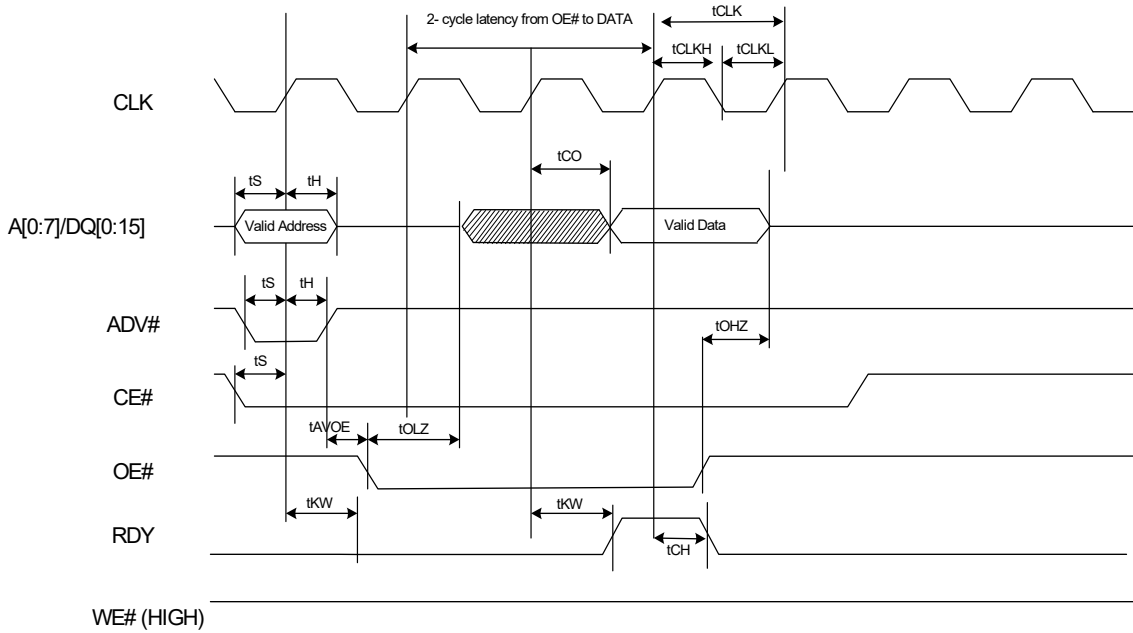 2- cycle latency from OE# to DATA
tCLK
tCLKH
tCLKL
CLK
tCO
tS
tH
A[0:7]/DQ[0:15]
Valid Address
Valid Data
tS
tH
ADV#
tOHZ
tS
CE#
tAVOE
tOLZ
OE#
tKW
tKW
RDY
tCH
WE# (HIGH)